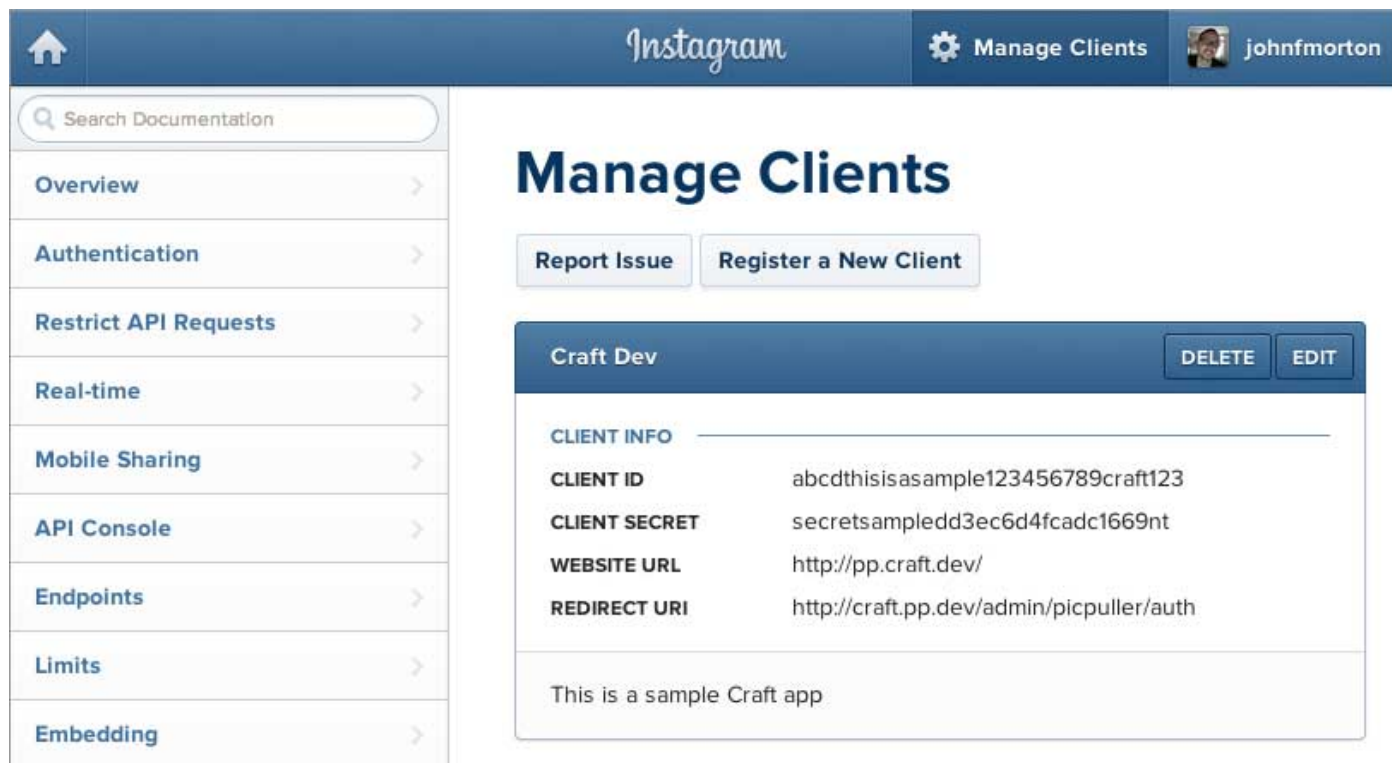 Instagram
Manage Clients
johnfmorton
Search Documentation
Overview
Authentication
Restrict API Requests
Real-time
Mobile Sharing
API Console
Endpoints
Limits
Embedding
Manage Clients
Report Issue
Register a New Client
Craft Dev
DELETE
EDIT
CLIENT INFO
CLIENT ID abcdthisisasample123456789craft123
CLIENT SECRET secretsampledd3ec6d4fcadc1669nt
WEBSITE URL http://pp.craft.dev/
REDIRECT URI http://craft.pp.dev/admin/picpuller/auth
This is a sample Craft app